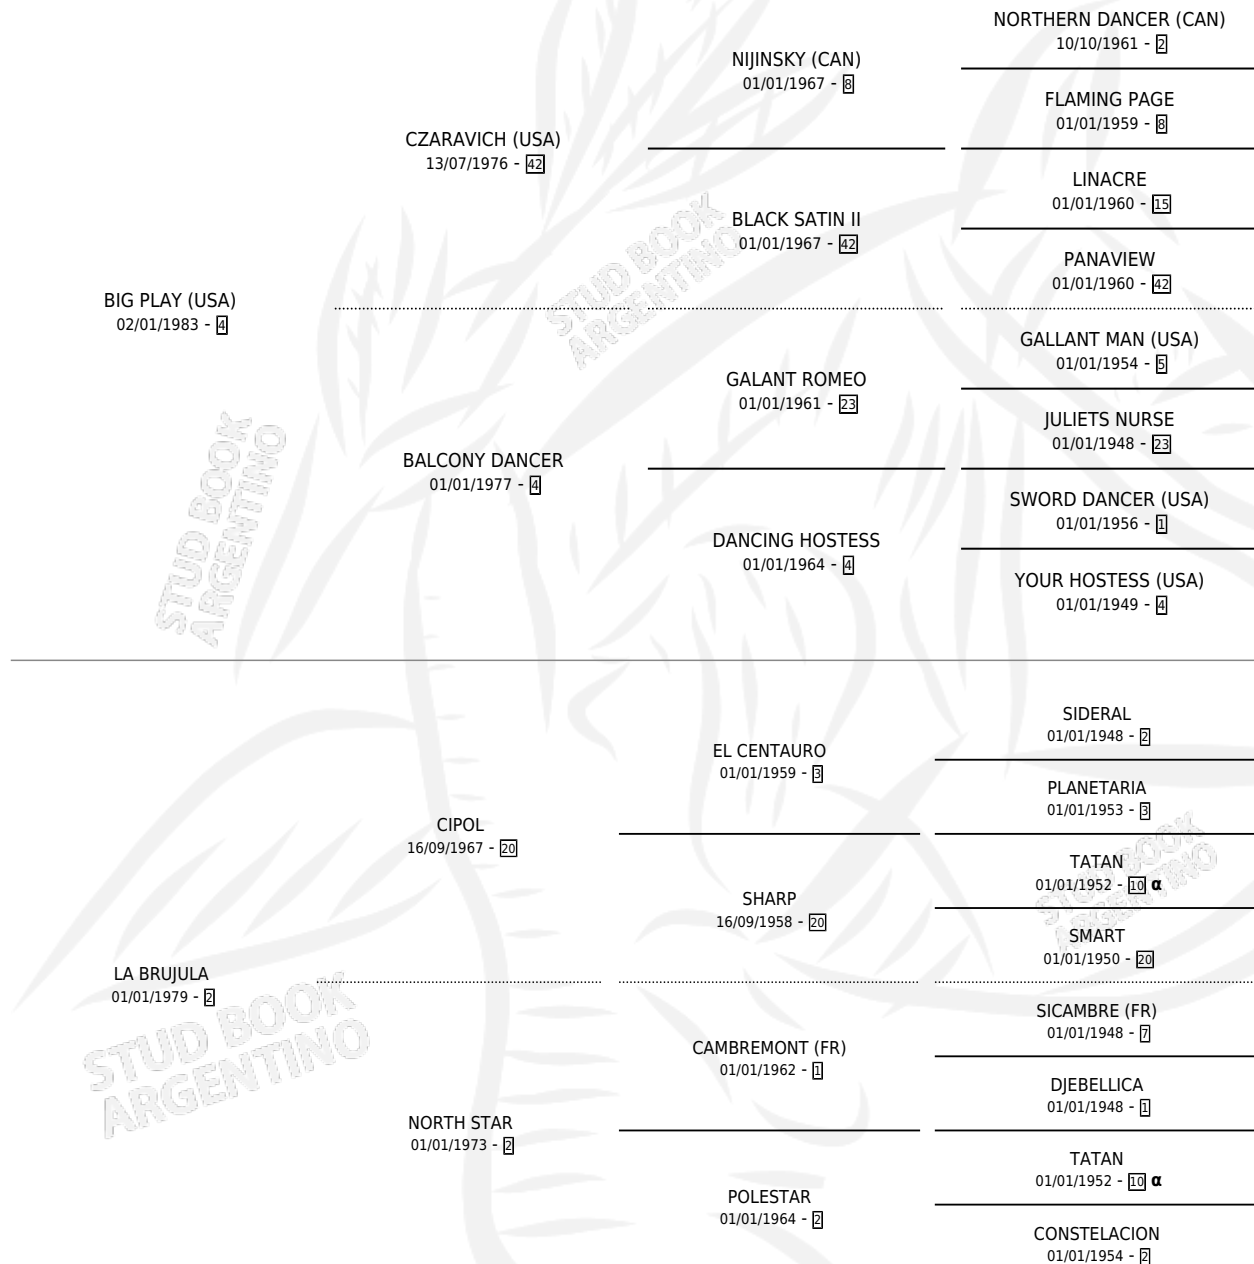 NORTHERN DANCER (CAN)
10/10/1961 - 2
NIJINSKY (CAN)
01/01/1967 - 8
FLAMING PAGE
01/01/1959 - 8
CZARAVICH (USA)
13/07/1976 - 42
LINACRE
01/01/1960 - 15
BLACK SATIN II
01/01/1967 - 42
PANAVIEW
01/01/1960 - 42
BIG PLAY (USA)
02/01/1983 - 4
GALLANT MAN (USA)
01/01/1954 - 5
GALANT ROMEO
01/01/1961 - 23
JULIETS NURSE
01/01/1948 - 23
BALCONY DANCER
01/01/1977 - 4
SWORD DANCER (USA)
01/01/1956 - 1
DANCING HOSTESS
01/01/1964 - 4
YOUR HOSTESS (USA)
01/01/1949 - 4
SIDERAL
01/01/1948 - 2
EL CENTAURO
01/01/1959 - 3
PLANETARIA
01/01/1953 - 3
CIPOL
16/09/1967 - 20
TATAN
01/01/1952 - 10 α
SHARP
16/09/1958 - 20
SMART
01/01/1950 - 20
LA BRUJULA
01/01/1979 - 2
SICAMBRE (FR)
01/01/1948 - 7
CAMBREMONT (FR)
01/01/1962 - 1
DJEBELLICA
01/01/1948 - 1
NORTH STAR
01/01/1973 - 2
TATAN
01/01/1952 - 10 α
POLESTAR
01/01/1964 - 2
CONSTELACION
01/01/1954 - 2
STUD BOOK
ARGENTINO
STUD BOOK
ARGENTINO
STUD BOOK
ARGENTINO
STUD BOOK
ARGENTINO